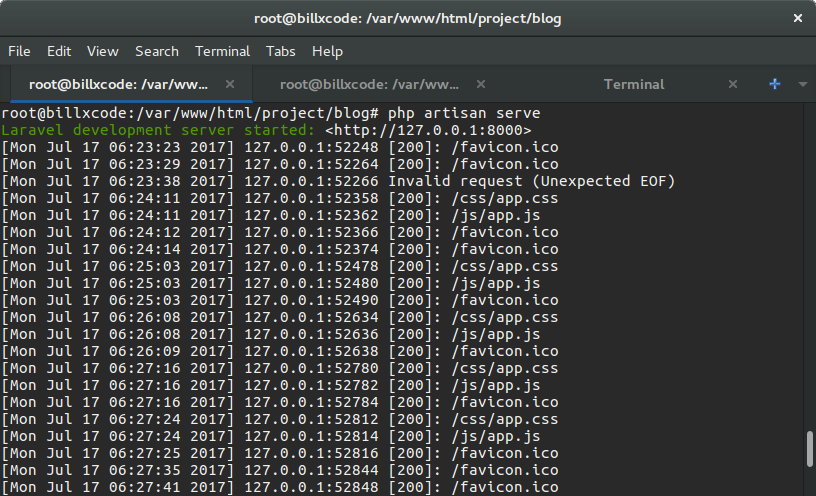 root@billxcode: /var/www/html/project/blog
File Edit View Search Terminal Tabs Help
root@billxcode: /var/ww... × root@billxcode: /var/ww... × Terminal ×
root@billxcode:/var/www/html/project/blog# php artisan serve
Laravel development server started: <http://127.0.0.1:8000>
[Mon Jul 17 06:23:23 2017] 127.0.0.1:52248 [200]: /favicon.ico
[Mon Jul 17 06:23:29 2017] 127.0.0.1:52264 [200]: /favicon.ico
[Mon Jul 17 06:23:38 2017] 127.0.0.1:52266 Invalid request (Unexpected EOF)
[Mon Jul 17 06:24:11 2017] 127.0.0.1:52358 [200]: /css/app.css
[Mon Jul 17 06:24:11 2017] 127.0.0.1:52362 [200]: /js/app.js
[Mon Jul 17 06:24:12 2017] 127.0.0.1:52366 [200]: /favicon.ico
[Mon Jul 17 06:24:14 2017] 127.0.0.1:52374 [200]: /favicon.ico
[Mon Jul 17 06:25:03 2017] 127.0.0.1:52478 [200]: /css/app.css
[Mon Jul 17 06:25:03 2017] 127.0.0.1:52480 [200]: /js/app.js
[Mon Jul 17 06:25:03 2017] 127.0.0.1:52490 [200]: /favicon.ico
[Mon Jul 17 06:26:08 2017] 127.0.0.1:52634 [200]: /css/app.css
[Mon Jul 17 06:26:08 2017] 127.0.0.1:52636 [200]: /js/app.js
[Mon Jul 17 06:26:09 2017] 127.0.0.1:52638 [200]: /favicon.ico
[Mon Jul 17 06:27:16 2017] 127.0.0.1:52780 [200]: /css/app.css
[Mon Jul 17 06:27:16 2017] 127.0.0.1:52782 [200]: /js/app.js
[Mon Jul 17 06:27:16 2017] 127.0.0.1:52784 [200]: /favicon.ico
[Mon Jul 17 06:27:24 2017] 127.0.0.1:52812 [200]: /css/app.css
[Mon Jul 17 06:27:24 2017] 127.0.0.1:52814 [200]: /js/app.js
[Mon Jul 17 06:27:25 2017] 127.0.0.1:52816 [200]: /favicon.ico
[Mon Jul 17 06:27:35 2017] 127.0.0.1:52844 [200]: /favicon.ico
[Mon Jul 17 06:27:41 2017] 127.0.0.1:52848 [200]: /favicon.ico